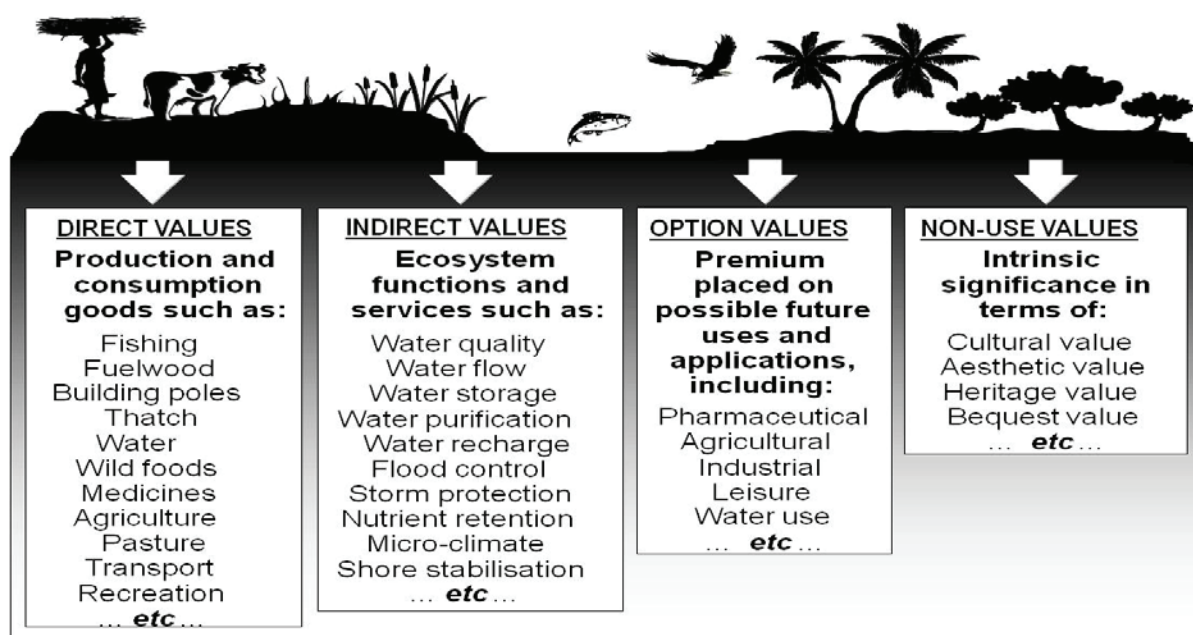 DIRECT VALUES
Production and
consumption
goods such as:
Fishing
Fuelwood
Building poles
Thatch
Water
Wild foods
Medicines
Agriculture
Pasture
Transport
Recreation
... etc ...
INDIRECT VALUES
Ecosystem
functions and
services such as:
Water quality
Water flow
Water storage
Water purification
Water recharge
Flood control
Storm protection
Nutrient retention
Micro-climate
Shore stabilisation
... etc ...
OPTION VALUES
Premium
placed on
possible future
uses and
applications,
including:
Pharmaceutical
Agricultural
Industrial
Leisure
Water use
... etc ...
NON-USE VALUES
Intrinsic
significance in
terms of:
Cultural value
Aesthetic value
Heritage value
Bequest value
... etc ...